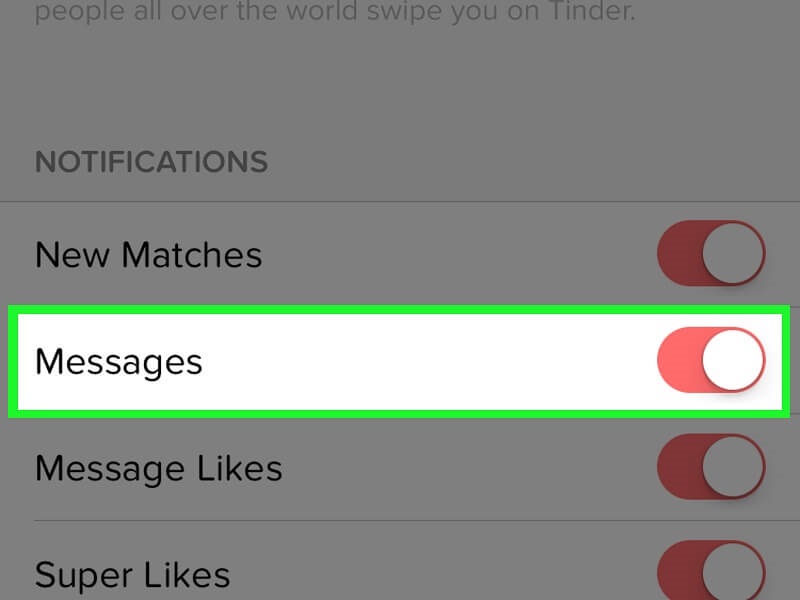 people all over the world swipe you on Tinder.
NOTIFICATIONS
New Matches
Messages
Message Likes
Super Likes